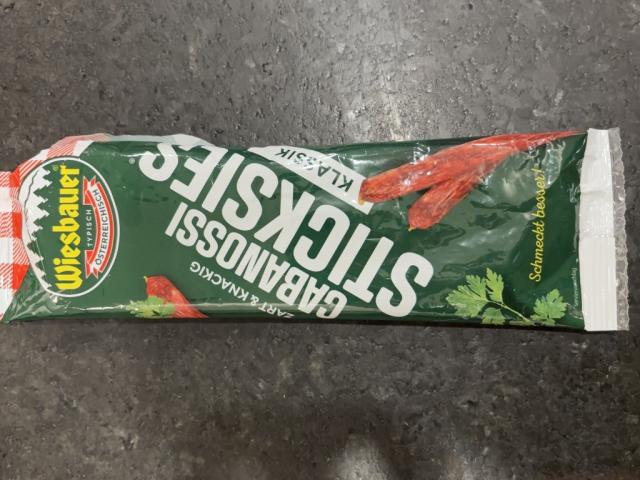 Wiesbauer
TYPISCH
ÖSTERREICHISCH
ZART & KNACKIG
CABANOSSI
STICKSIES®
KLASSIK
Schmeckt besser!